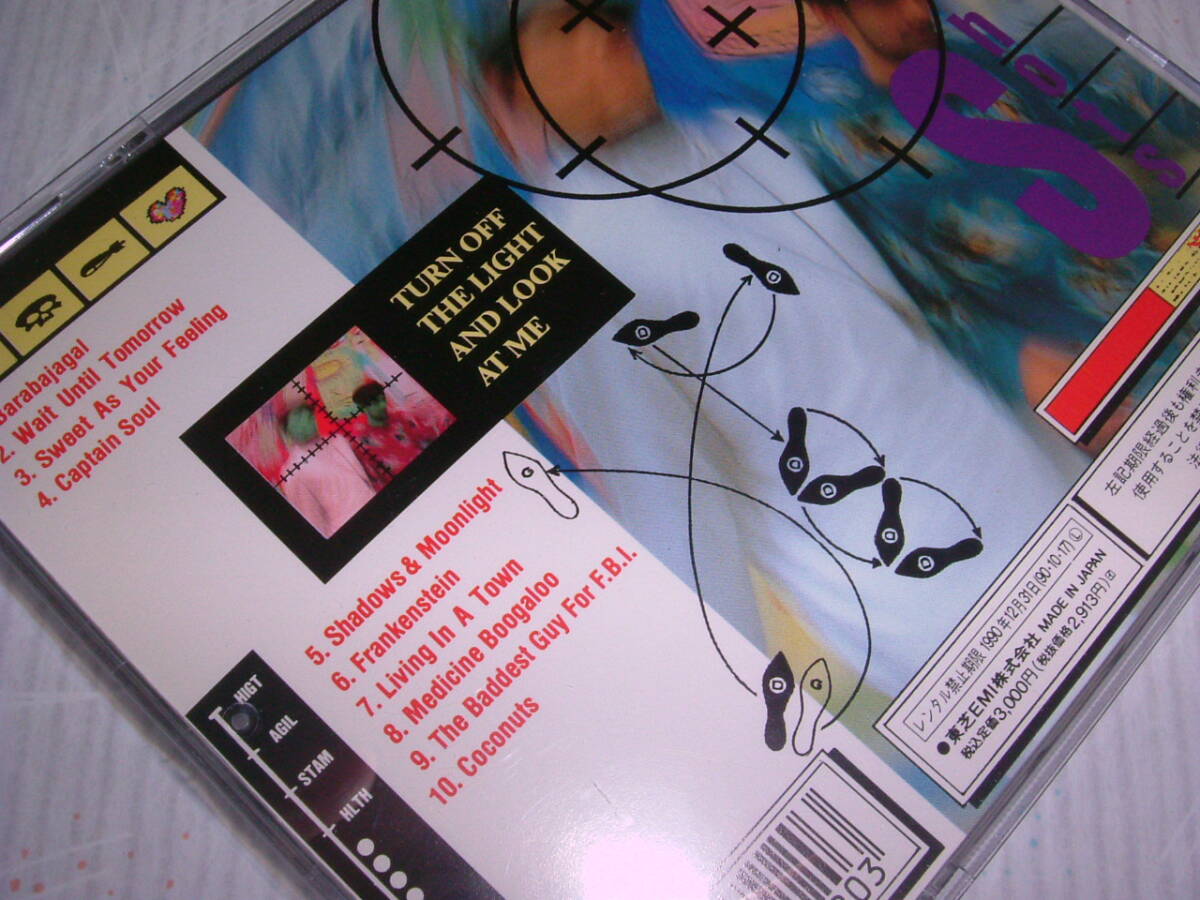 Shots
TURN OFF
THE LIGHT
AND LOOK
AT ME
Barabajagal
2. Wait Until Tomorrow
3. Sweet As Your Feeling
4. Captain Soul
5. Shadows & Moonlight
6. Frankenstein
7. Living In A Town
8. Medicine Boogaloo
9. The Baddest Guy For F.B.I.
10. Coconuts
HIGT
AGIL
STAM
HLTH
左記期限経過後も権利者
使用することを禁
レンタル禁止期限 1990年12月31日(90・10・17) Ⓛ
●東芝EMI株式会社 MADE IN JAPAN
税込定価3,000円(税抜価格2,913円)
03